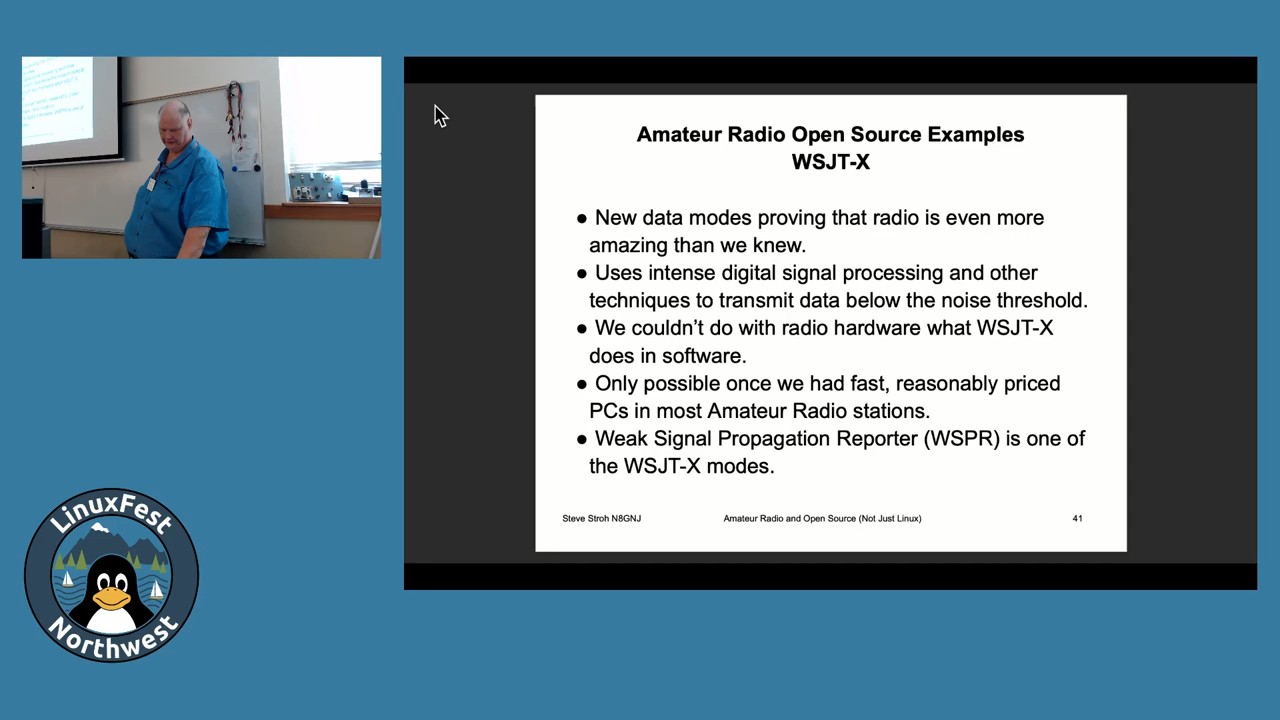 Amateur Radio Open Source Examples
WSJT-X
● New data modes proving that radio is even more
amazing than we knew.
● Uses intense digital signal processing and other
techniques to transmit data below the noise threshold.
● We couldn't do with radio hardware what WSJT-X
does in software.
● Only possible once we had fast, reasonably priced
PCs in most Amateur Radio stations.
● Weak Signal Propagation Reporter (WSPR) is one of
the WSJT-X modes.
Steve Stroh N8GNJ
Amateur Radio and Open Source (Not Just Linux)
41
LinuxFest
Northwest